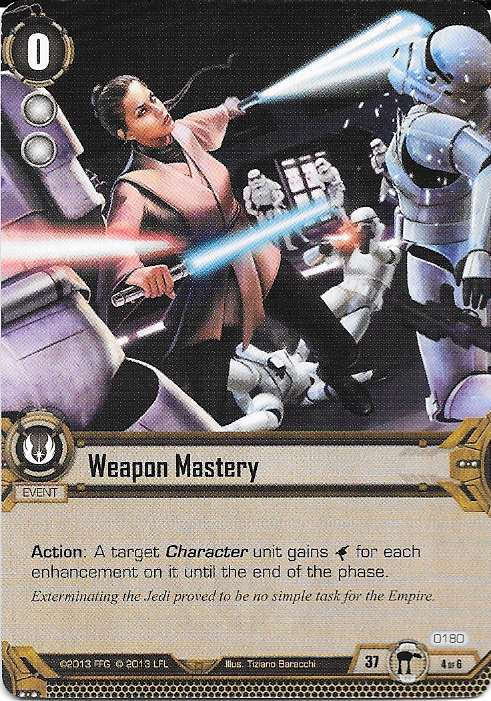 0
Weapon Mastery
EVENT
Action: A target Character unit gains for each
enhancement on it until the end of the phase.
Exterminating the Jedi proved to be no simple task for the Empire.
0180
©2013 FFG © 2013 LFL
Illus. Tiziano Baracchi
37
4 OF 6